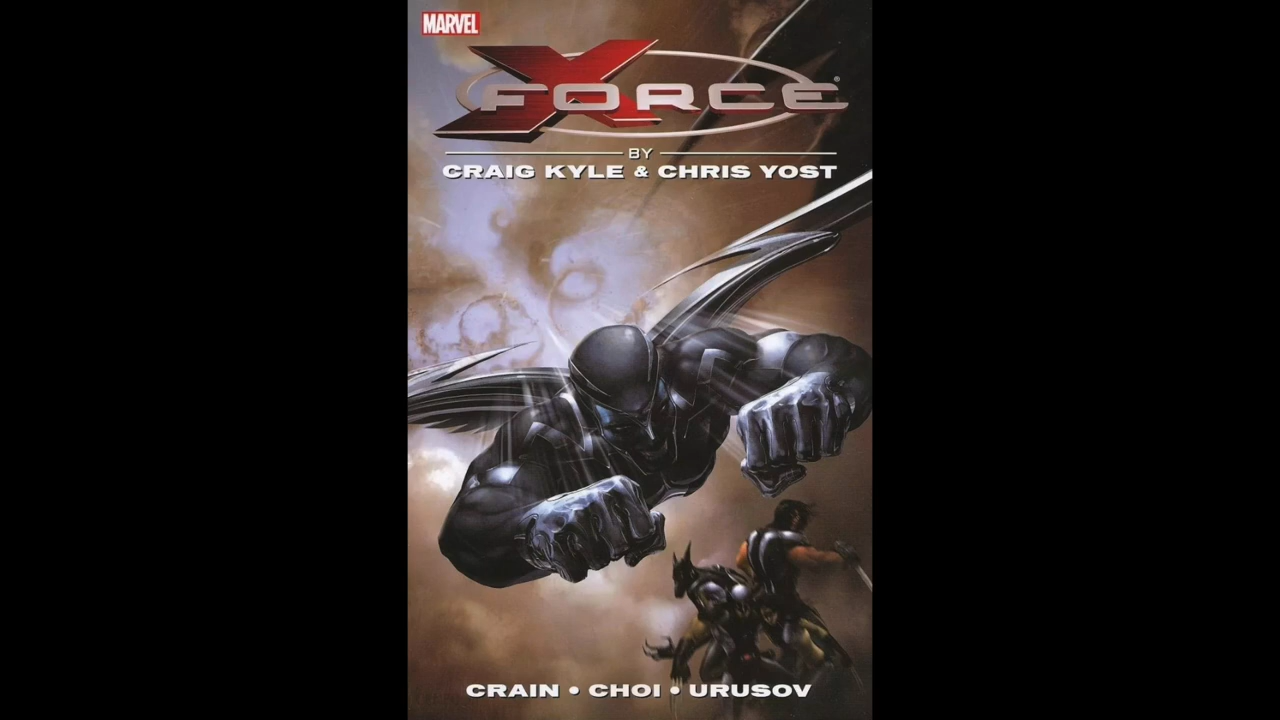 MARVEL
X
FORCE®
BY
CRAIG KYLE & CHRIS YOST
CRAIN • CHOI • URUSOV